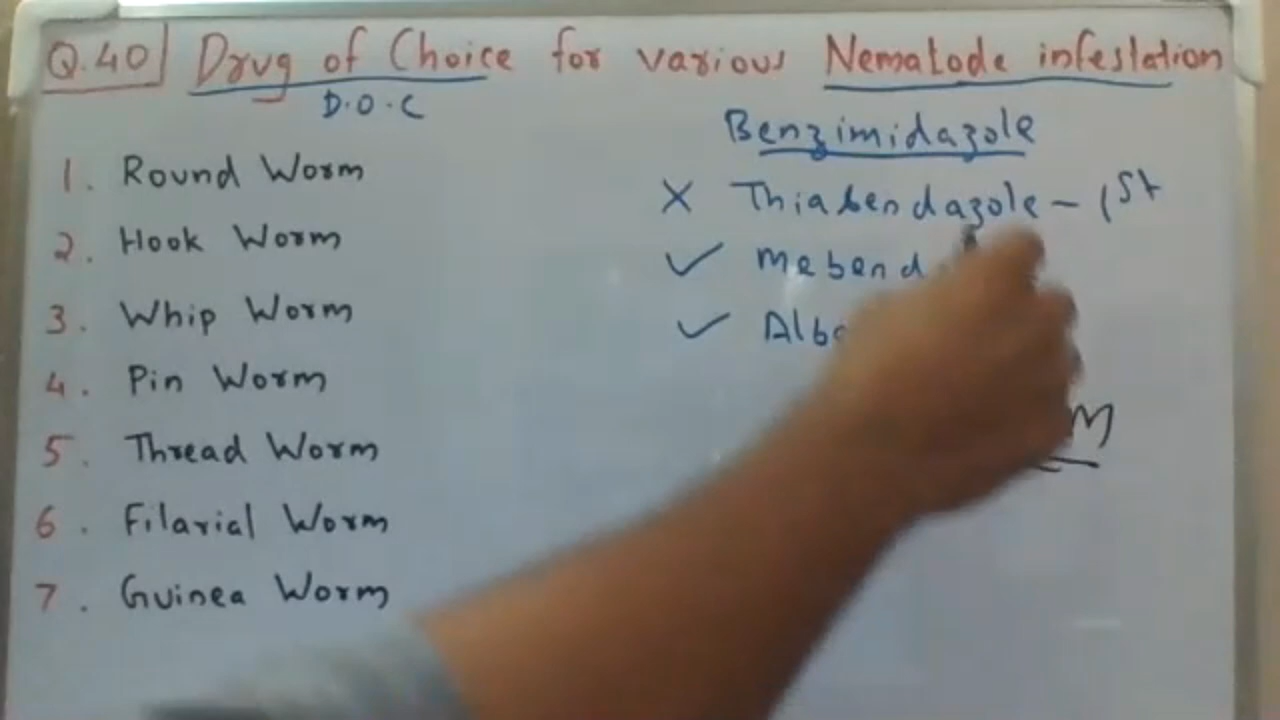 Q.40 Drug of Choice for various Nematode infestation
D.O.C
Benzimidazole
1. Round Worm
X Thiabendazole - 1st
2. Hook Worm
✓ Mebend
3. Whip Worm
✓ Albe
4. Pin Worm
M
5. Thread Worm
6. Filarial Worm
7. Guinea Worm